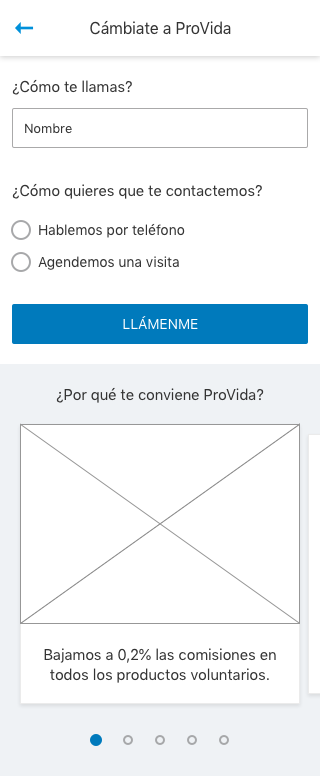 Cámbiate a ProVida
¿Cómo te llamas?
Nombre
¿Cómo quieres que te contactemos?
Hablemos por teléfono
Agendemos una visita
LLÁMENME
¿Por qué te conviene ProVida?
Bajamos a 0,2% las comisiones en
todos los productos voluntarios.